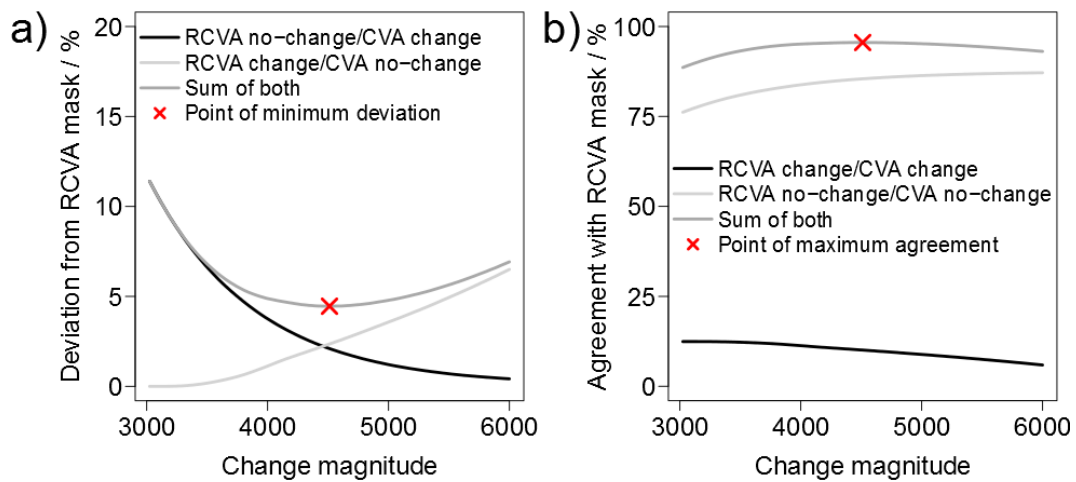 a)
Deviation from RCVA mask / %
20
15
10
5
0
RCVA no−change/CVA change
RCVA change/CVA no−change
Sum of both
Point of minimum deviation
3000
4000
5000
6000
Change magnitude
b)
Agreement with RCVA mask / %
100
75
50
25
0
RCVA change/CVA change
RCVA no−change/CVA no−change
Sum of both
Point of maximum agreement
3000
4000
5000
6000
Change magnitude